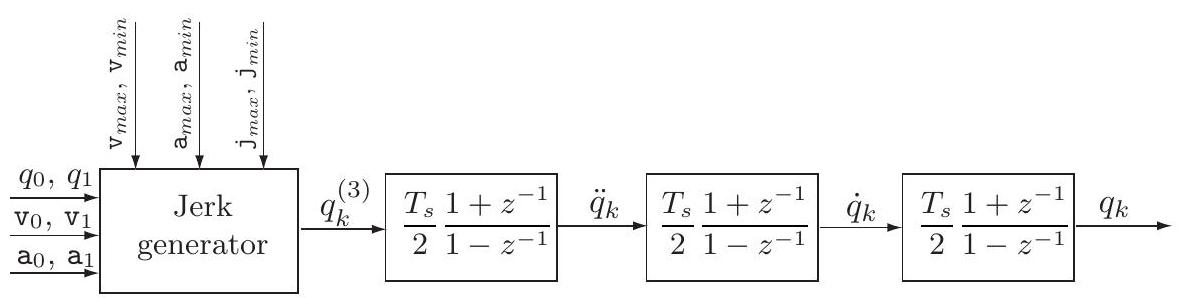 v_{max}, v_{min}
a_{max}, a_{min}
j_{max}, j_{min}
q_0, q_1
v_0, v_1
a_0, a_1
Jerk
generator
q_k^{(3)}
\frac{T_s}{2} \frac{1 + z^{-1}}{1 - z^{-1}}
\ddot{q}_k
\frac{T_s}{2} \frac{1 + z^{-1}}{1 - z^{-1}}
\dot{q}_k
\frac{T_s}{2} \frac{1 + z^{-1}}{1 - z^{-1}}
q_k